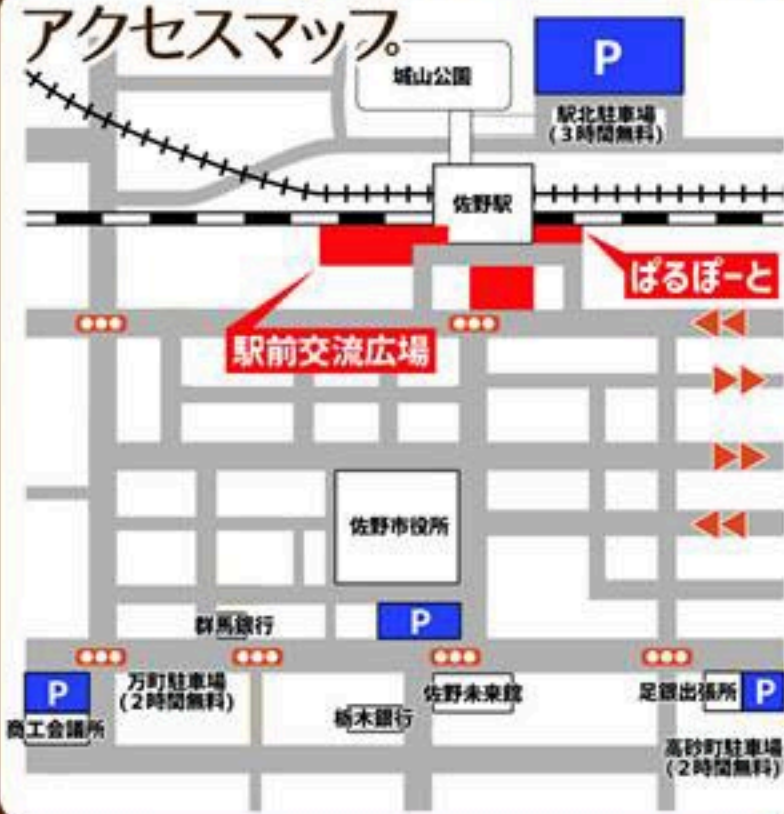 アクセスマップ
城山公園
P
駅北駐車場
(3時間無料)
佐野駅
ぱるぽーと
駅前交流広場
佐野市役所
群馬銀行
P
P
万町駐車場
(2時間無料)
商工会議所
栃木銀行
佐野未来館
足銀出張所
P
高砂町駐車場
(2時間無料)